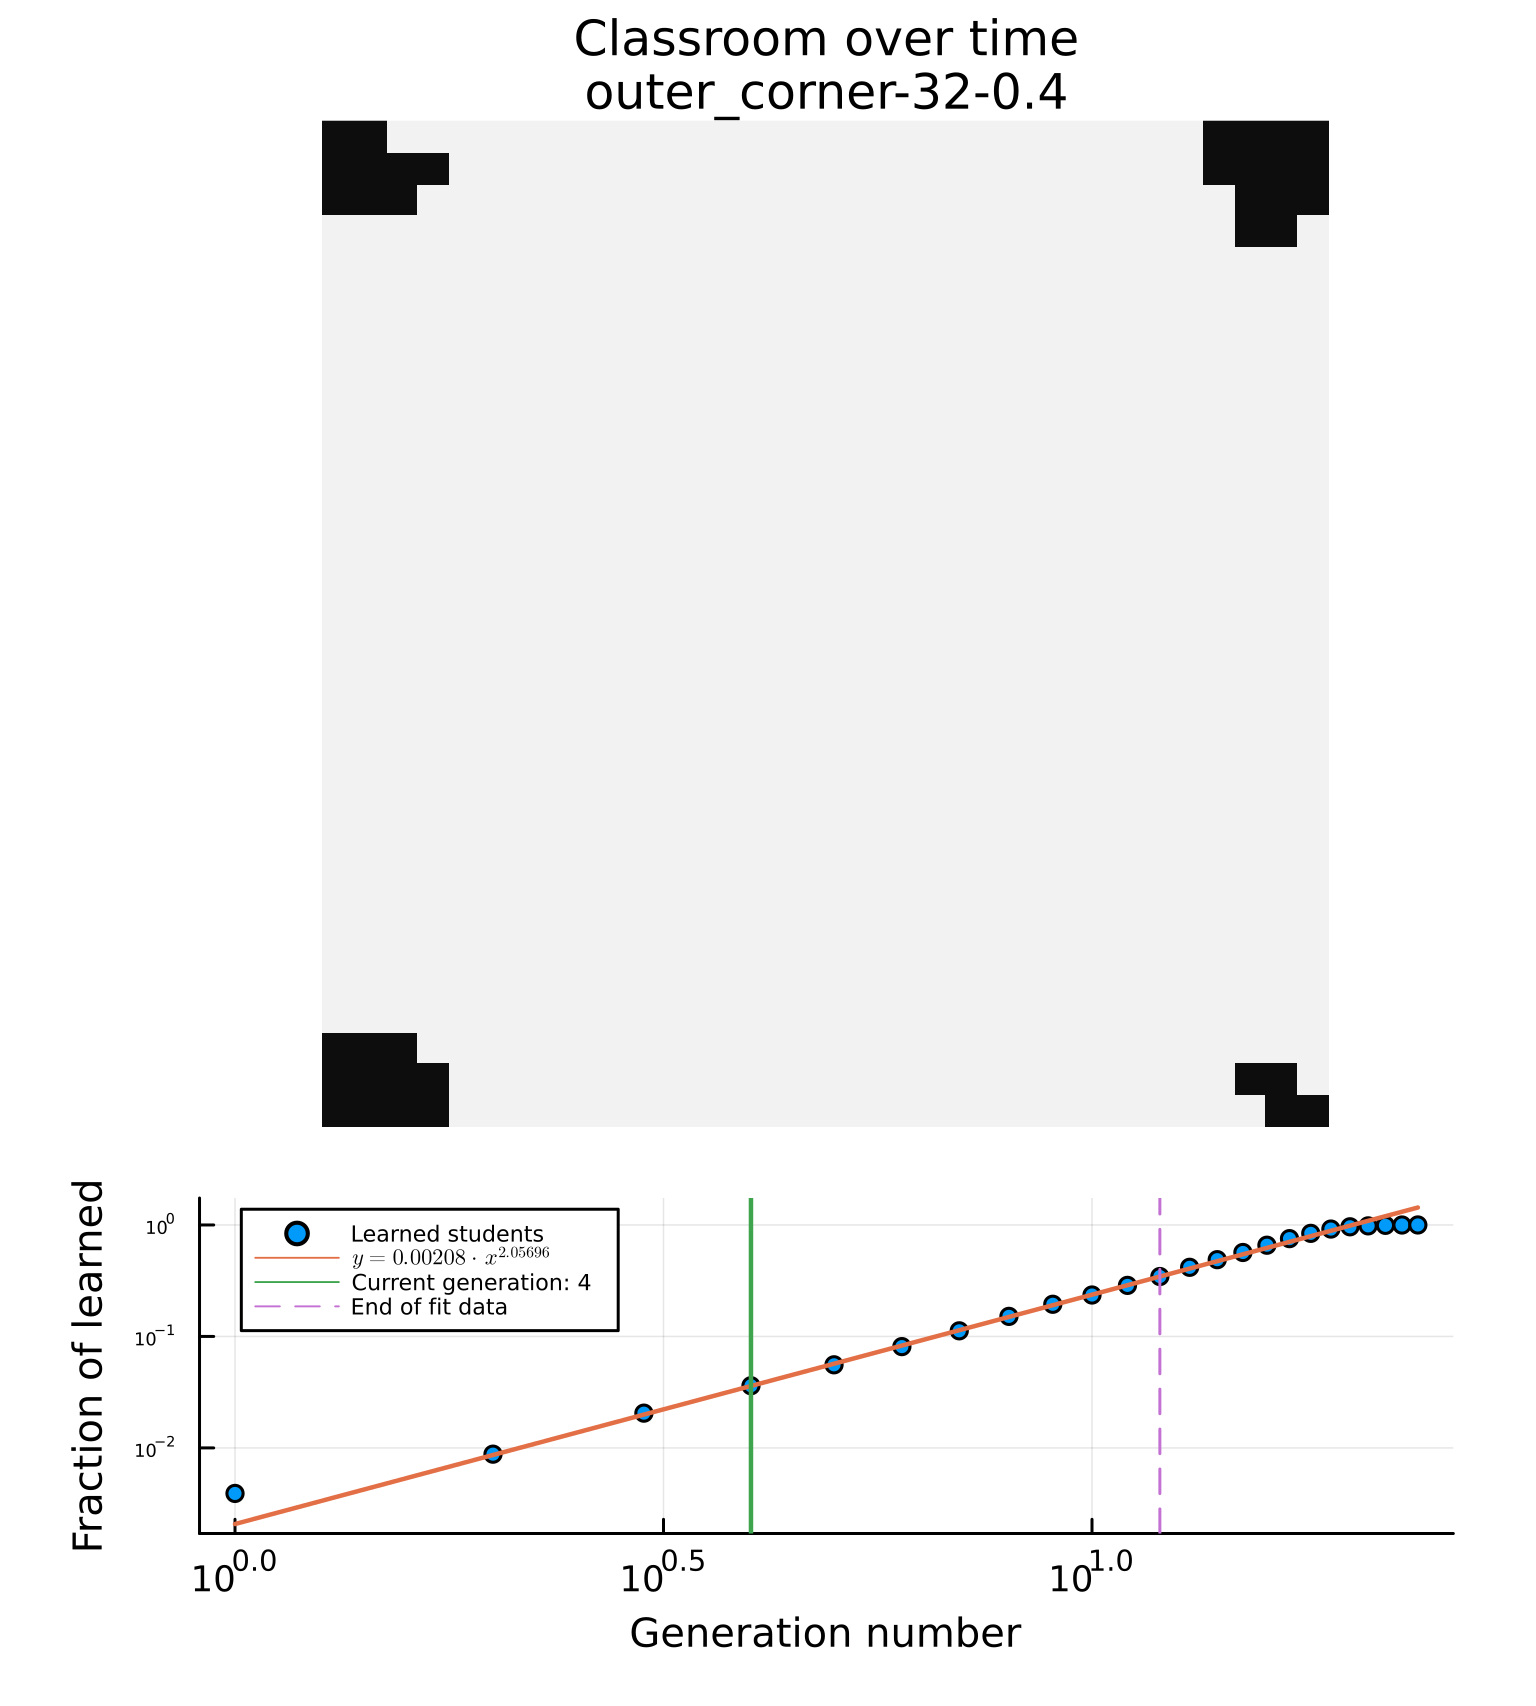 Classroom over time
outer_corner-32-0.4
Fraction of learned
10^0
10^−1
10^−2
Learned students
y = 0.00208 · x^2.05696
Current generation: 4
End of fit data
10^0.0 10^0.5 10^1.0
Generation number